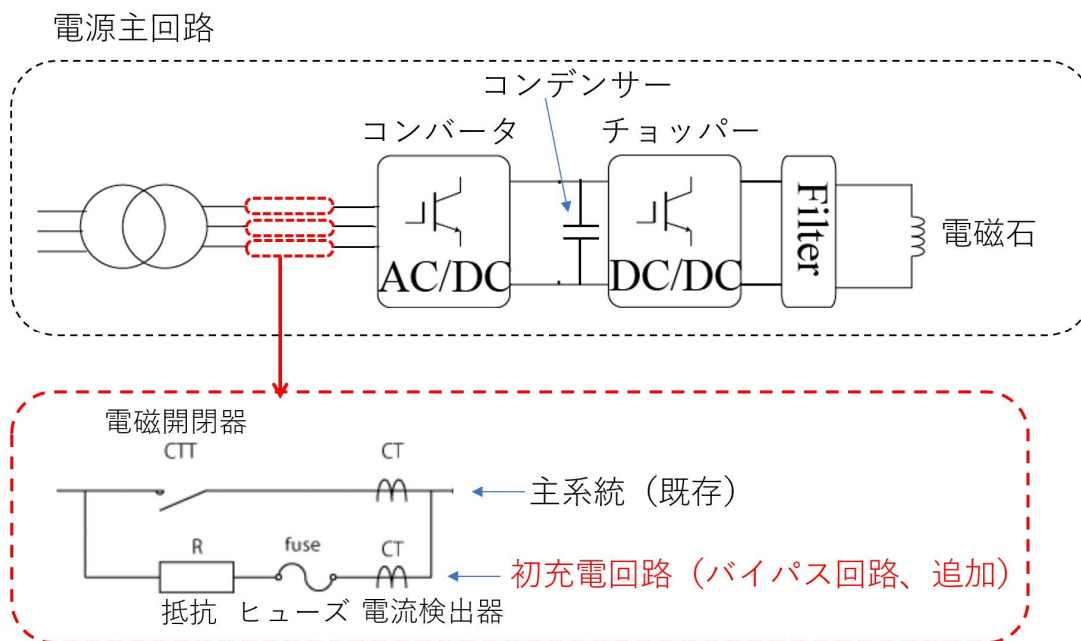 電源主回路
コンデンサー
コンバータ
チョッパー
AC/DC
DC/DC
Filter
電磁石
電磁開閉器
CTT
CT
主系統（既存）
R
fuse
CT
初充電回路（バイパス回路、追加）
抵抗
ヒューズ
電流検出器